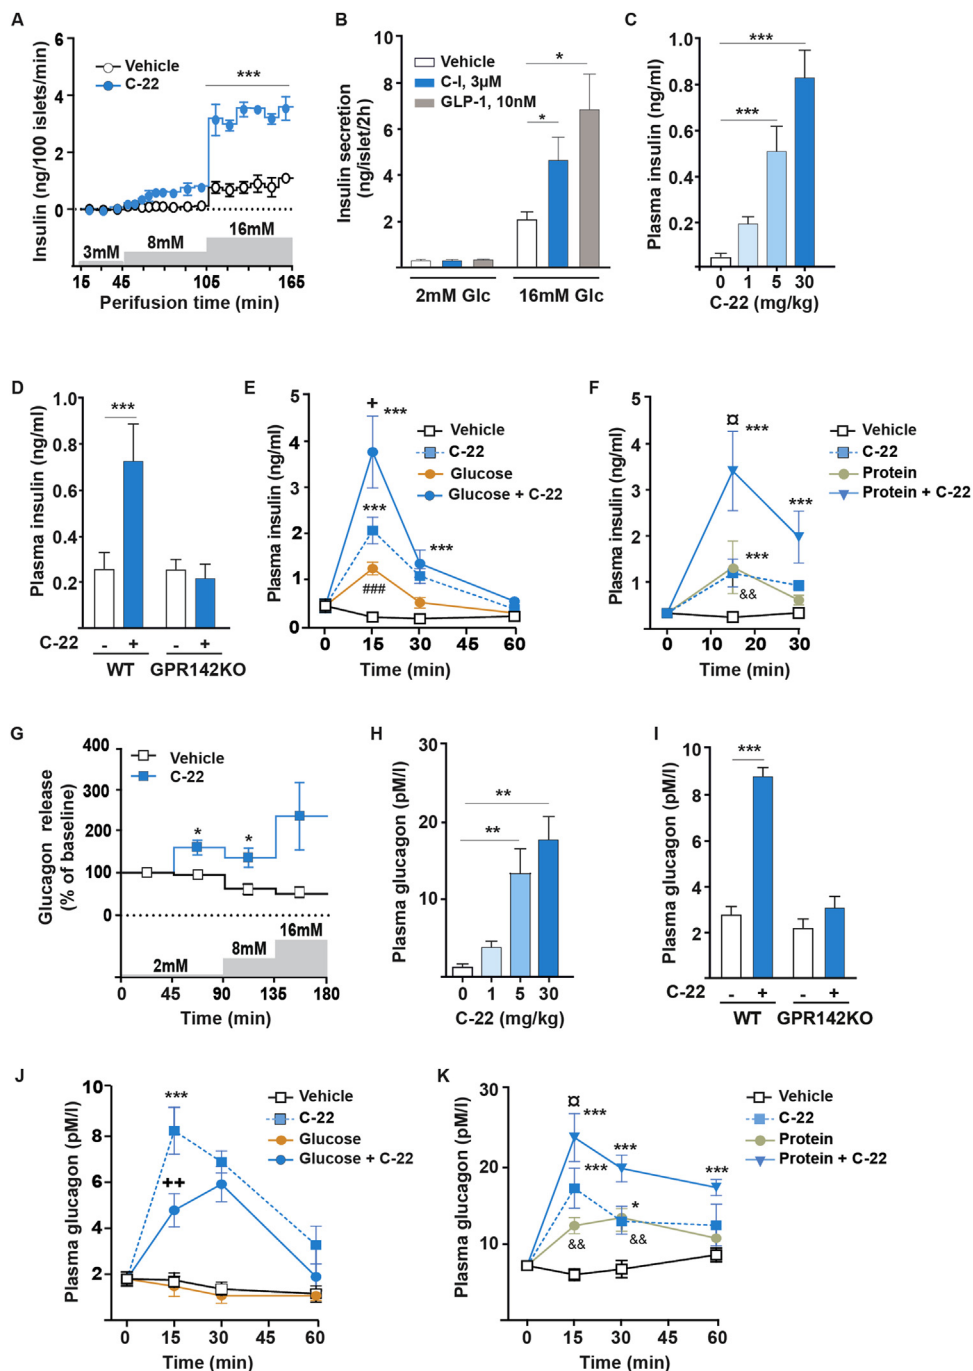 A
Insulin (ng/100 islets/min)
6
4
2
0
Vehicle
C-22
***
3mM
8mM
16mM
15
45
105
165
Perifusion time (min)
B
Insulin secretion
(ng/islet/2h)
10
8
6
4
2
Vehicle
C-I, 3µM
GLP-1, 10nM
*
*
2mM Glc
16mM Glc
C
Plasma insulin (ng/ml)
1.0
0.8
0.6
0.4
0.2
***
***
0 1 5 30
C-22 (mg/kg)
D
Plasma insulin (ng/ml)
1.0
0.8
0.6
0.4
0.2
***
C-22 - + - +
WT GPR142KO
E
Plasma insulin (ng/ml)
5
4
3
2
1
0
+
***
***
***
###
Vehicle
C-22
Glucose
Glucose + C-22
0 15 30 60
Time (min)
F
Plasma insulin (ng/ml)
5
4
3
2
1
¤
***
***
***
&&
Vehicle
C-22
Protein
Protein + C-22
0 10 20 30
Time (min)
G
Glucagon release
(% of baseline)
400
300
200
100
0
Vehicle
C-22
*
*
2mM
8mM
16mM
0 45 90 135 180
Time (min)
H
Plasma glucagon (pM/l)
30
20
10
**
**
0 1 5 30
C-22 (mg/kg)
I
Plasma glucagon (pM/l)
10
8
6
4
2
***
C-22 - + - +
WT GPR142KO
J
Plasma glucagon (pM/l)
10
8
6
4
2
***
++
Vehicle
C-22
Glucose
Glucose + C-22
0 15 30 45 60
Time (min)
K
Plasma glucagon (pM/l)
30
20
10
¤
***
***
***
***
*
&&
&&
Vehicle
C-22
Protein
Protein + C-22
0 15 30 45 60
Time (min)